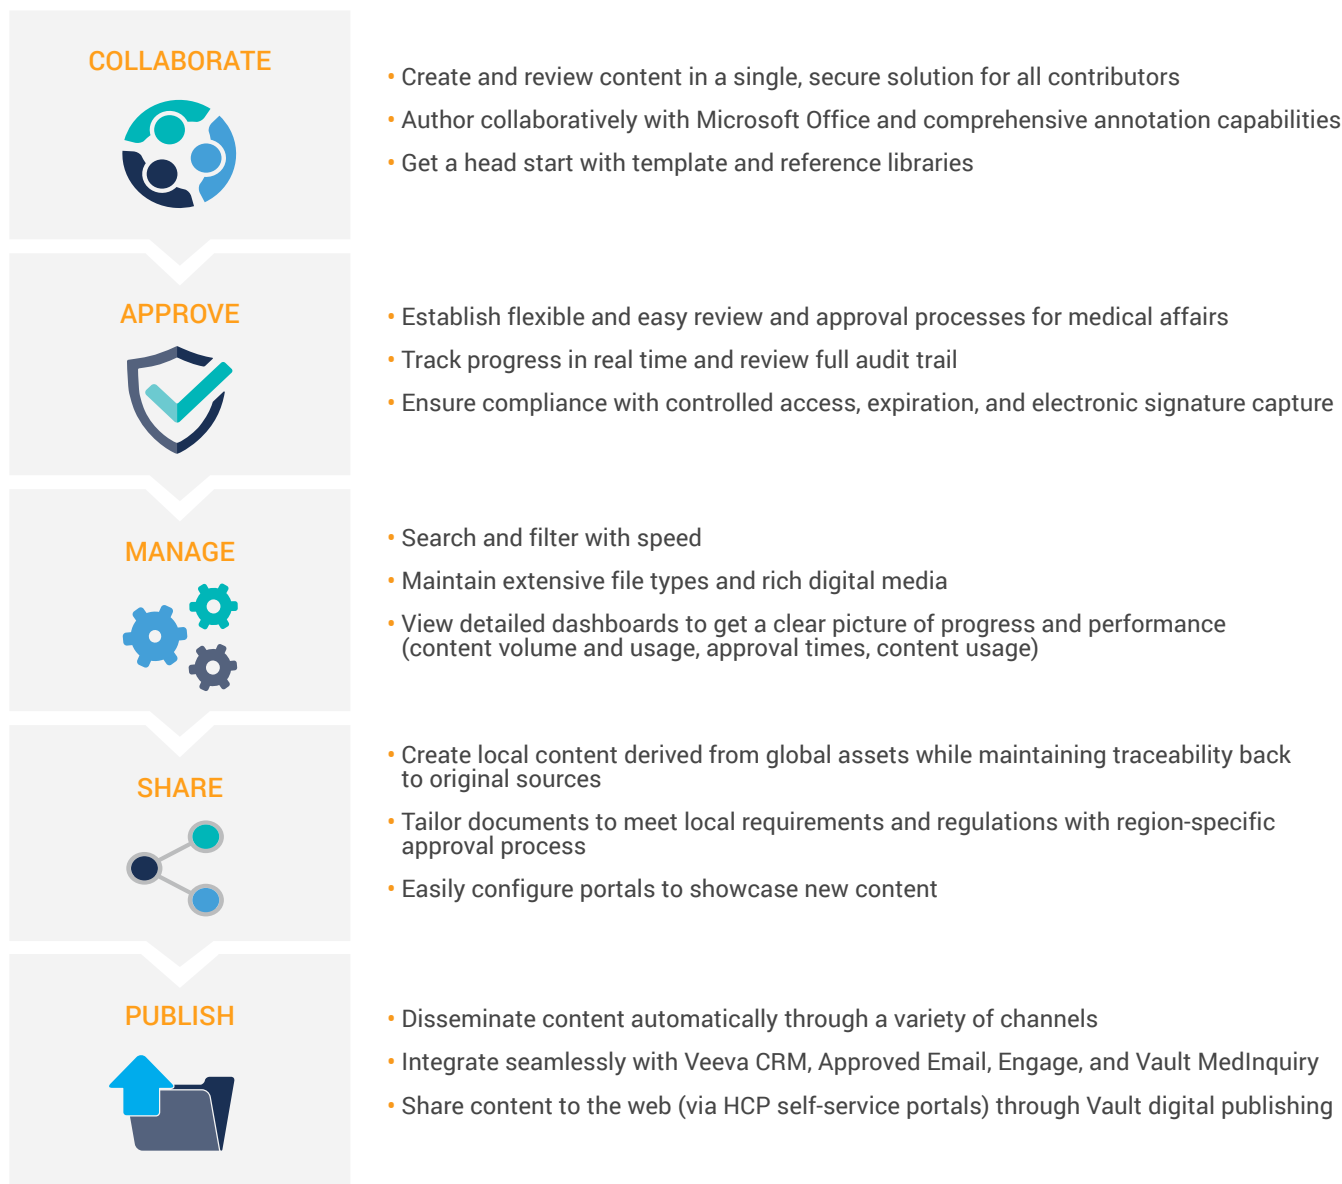 COLLABORATE
• Create and review content in a single, secure solution for all contributors
• Author collaboratively with Microsoft Office and comprehensive annotation capabilities
• Get a head start with template and reference libraries
APPROVE
• Establish flexible and easy review and approval processes for medical affairs
• Track progress in real time and review full audit trail
• Ensure compliance with controlled access, expiration, and electronic signature capture
MANAGE
• Search and filter with speed
• Maintain extensive file types and rich digital media
• View detailed dashboards to get a clear picture of progress and performance
(content volume and usage, approval times, content usage)
SHARE
• Create local content derived from global assets while maintaining traceability back
to original sources
• Tailor documents to meet local requirements and regulations with region-specific
approval process
• Easily configure portals to showcase new content
PUBLISH
• Disseminate content automatically through a variety of channels
• Integrate seamlessly with Veeva CRM, Approved Email, Engage, and Vault MedInquiry
• Share content to the web (via HCP self-service portals) through Vault digital publishing